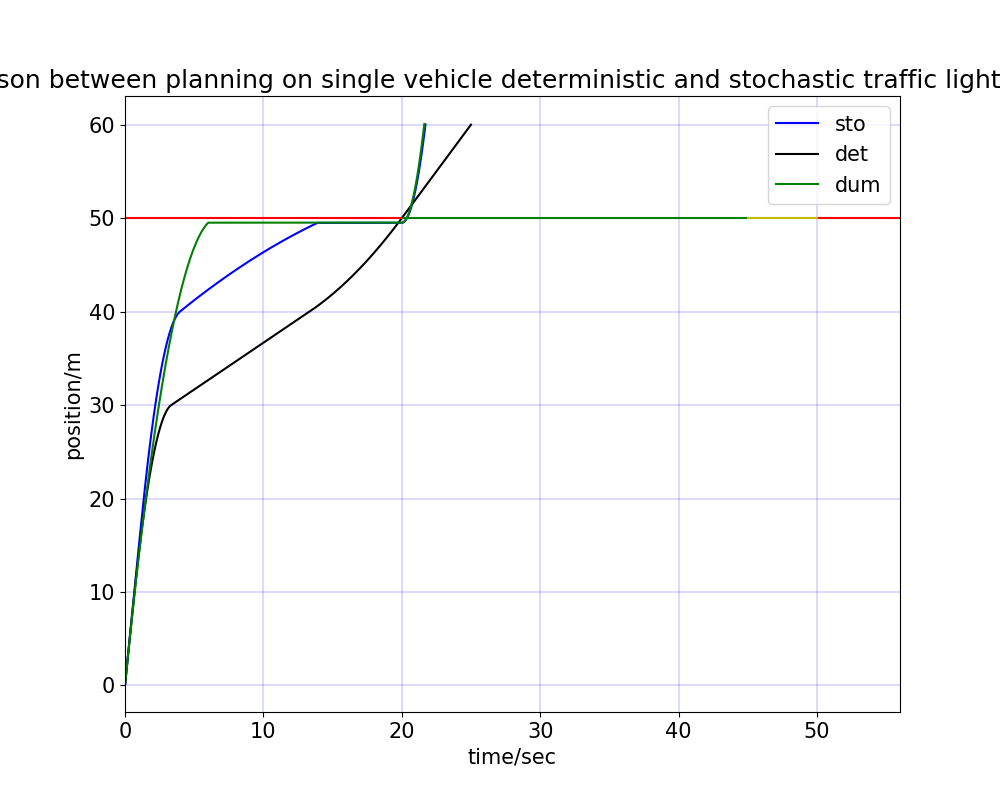 son between planning on single vehicle deterministic and stochastic traffic light
sto
det
dum
60
50
40
30
20
10
0
position/m
0 10 20 30 40 50
time/sec